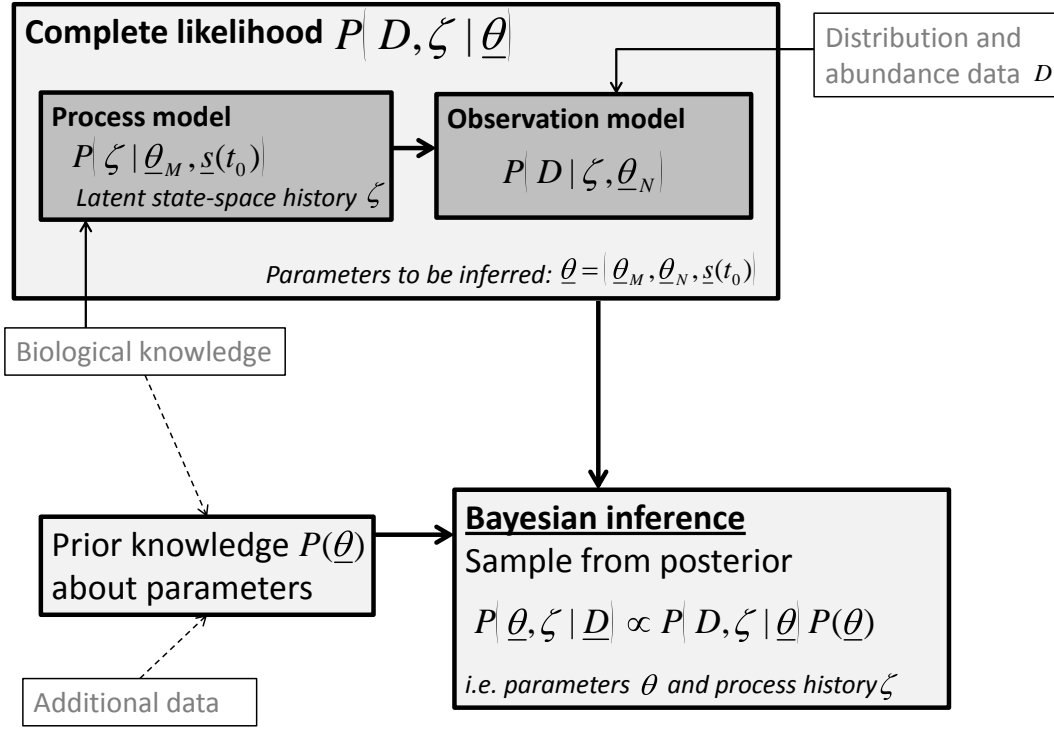 Complete likelihood P( D, ζ | θ)
Distribution and
abundance data D
Process model
P( ζ | θ_M, s(t_0))
Latent state-space history ζ
Observation model
P( D | ζ, θ_N)
Parameters to be inferred: θ = (θ_M, θ_N, s(t_0))
Biological knowledge
Prior knowledge P(θ)
about parameters
Bayesian inference
Sample from posterior
P( θ, ζ | D) ∝ P( D, ζ | θ) P(θ)
i.e. parameters θ and process history ζ
Additional data